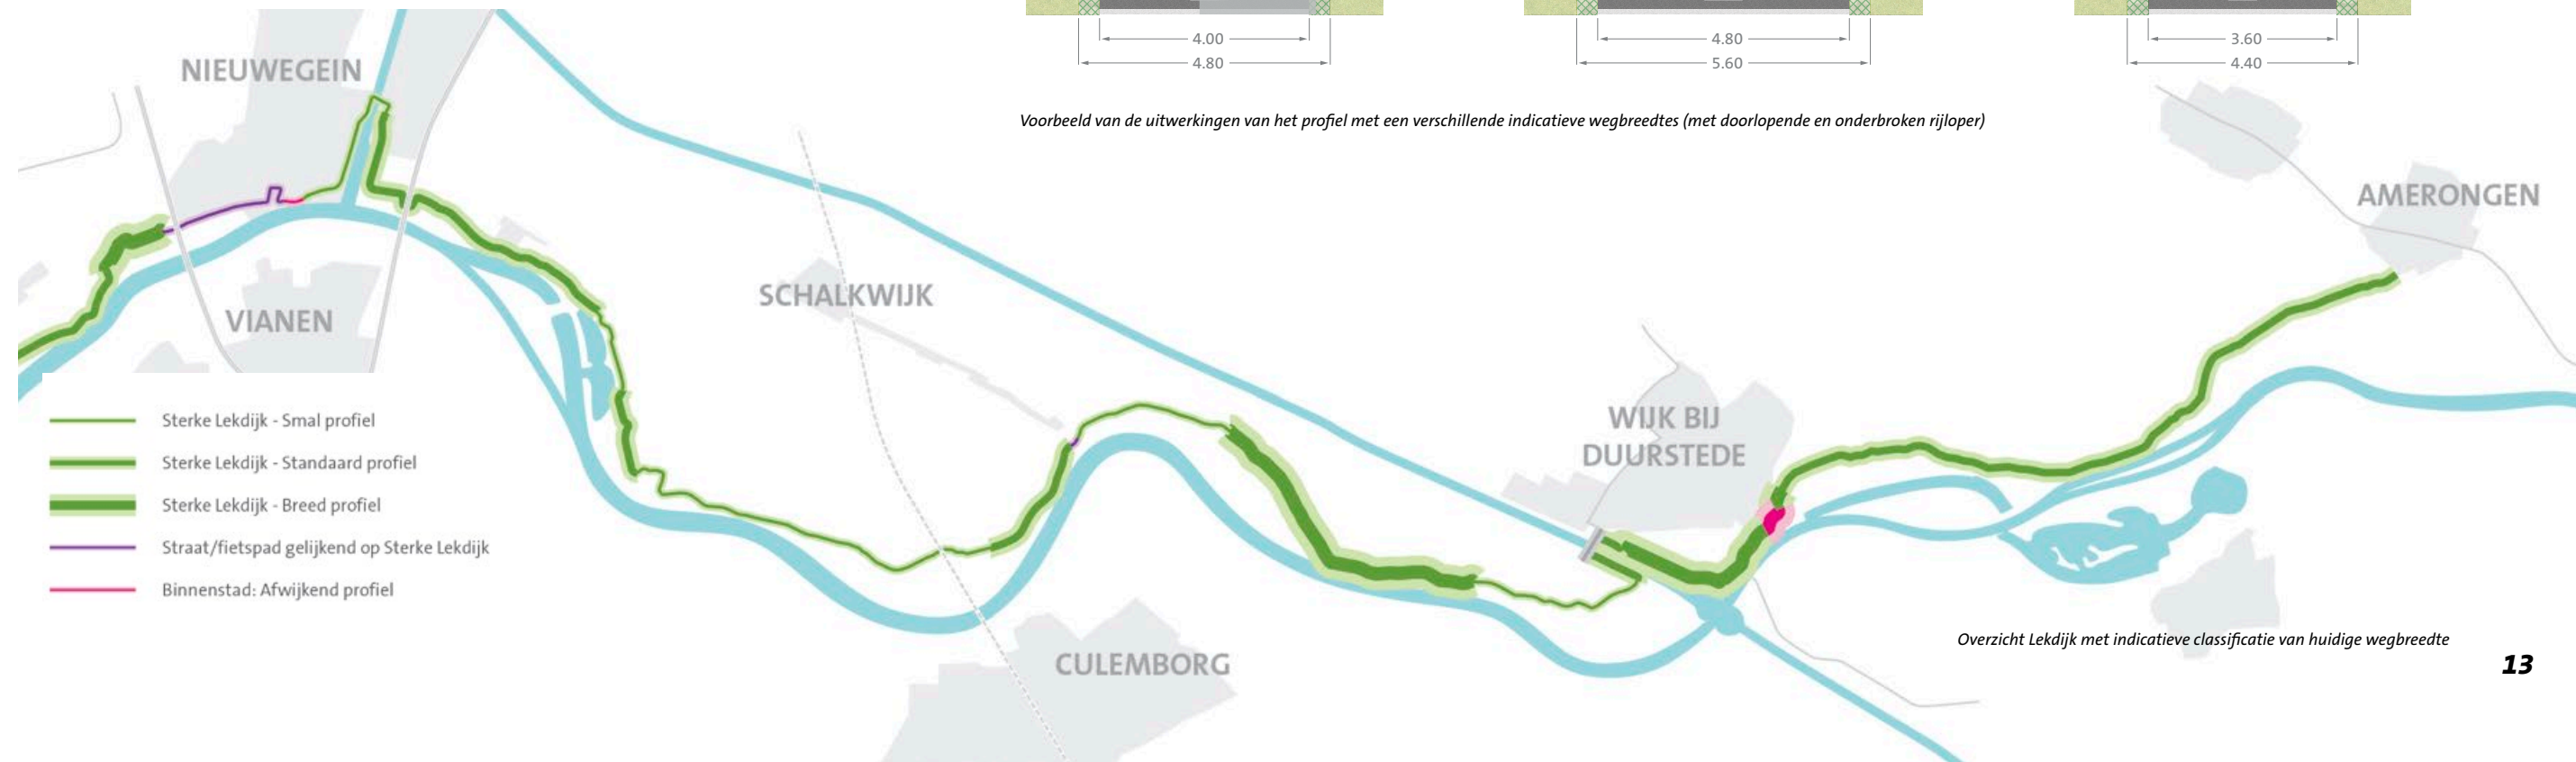 4.00
4.80
4.80
5.60
3.60
4.40
Voorbeeld van de uitwerkingen van het profiel met een verschillende indicatieve wegbreedtes (met doorlopende en onderbroken rijloper)
NIEUWEGEIN
AMERONGEN
SCHALKWIJK
VIANEN
WIJK BIJ
DUURSTEDE
Sterke Lekdijk - Smal profiel
Sterke Lekdijk - Standaard profiel
Sterke Lekdijk - Breed profiel
Straat/fietspad gelijkend op Sterke Lekdijk
Binnenstad: Afwijkend profiel
CULEMBORG
Overzicht Lekdijk met indicatieve classificatie van huidige wegbreedte
13